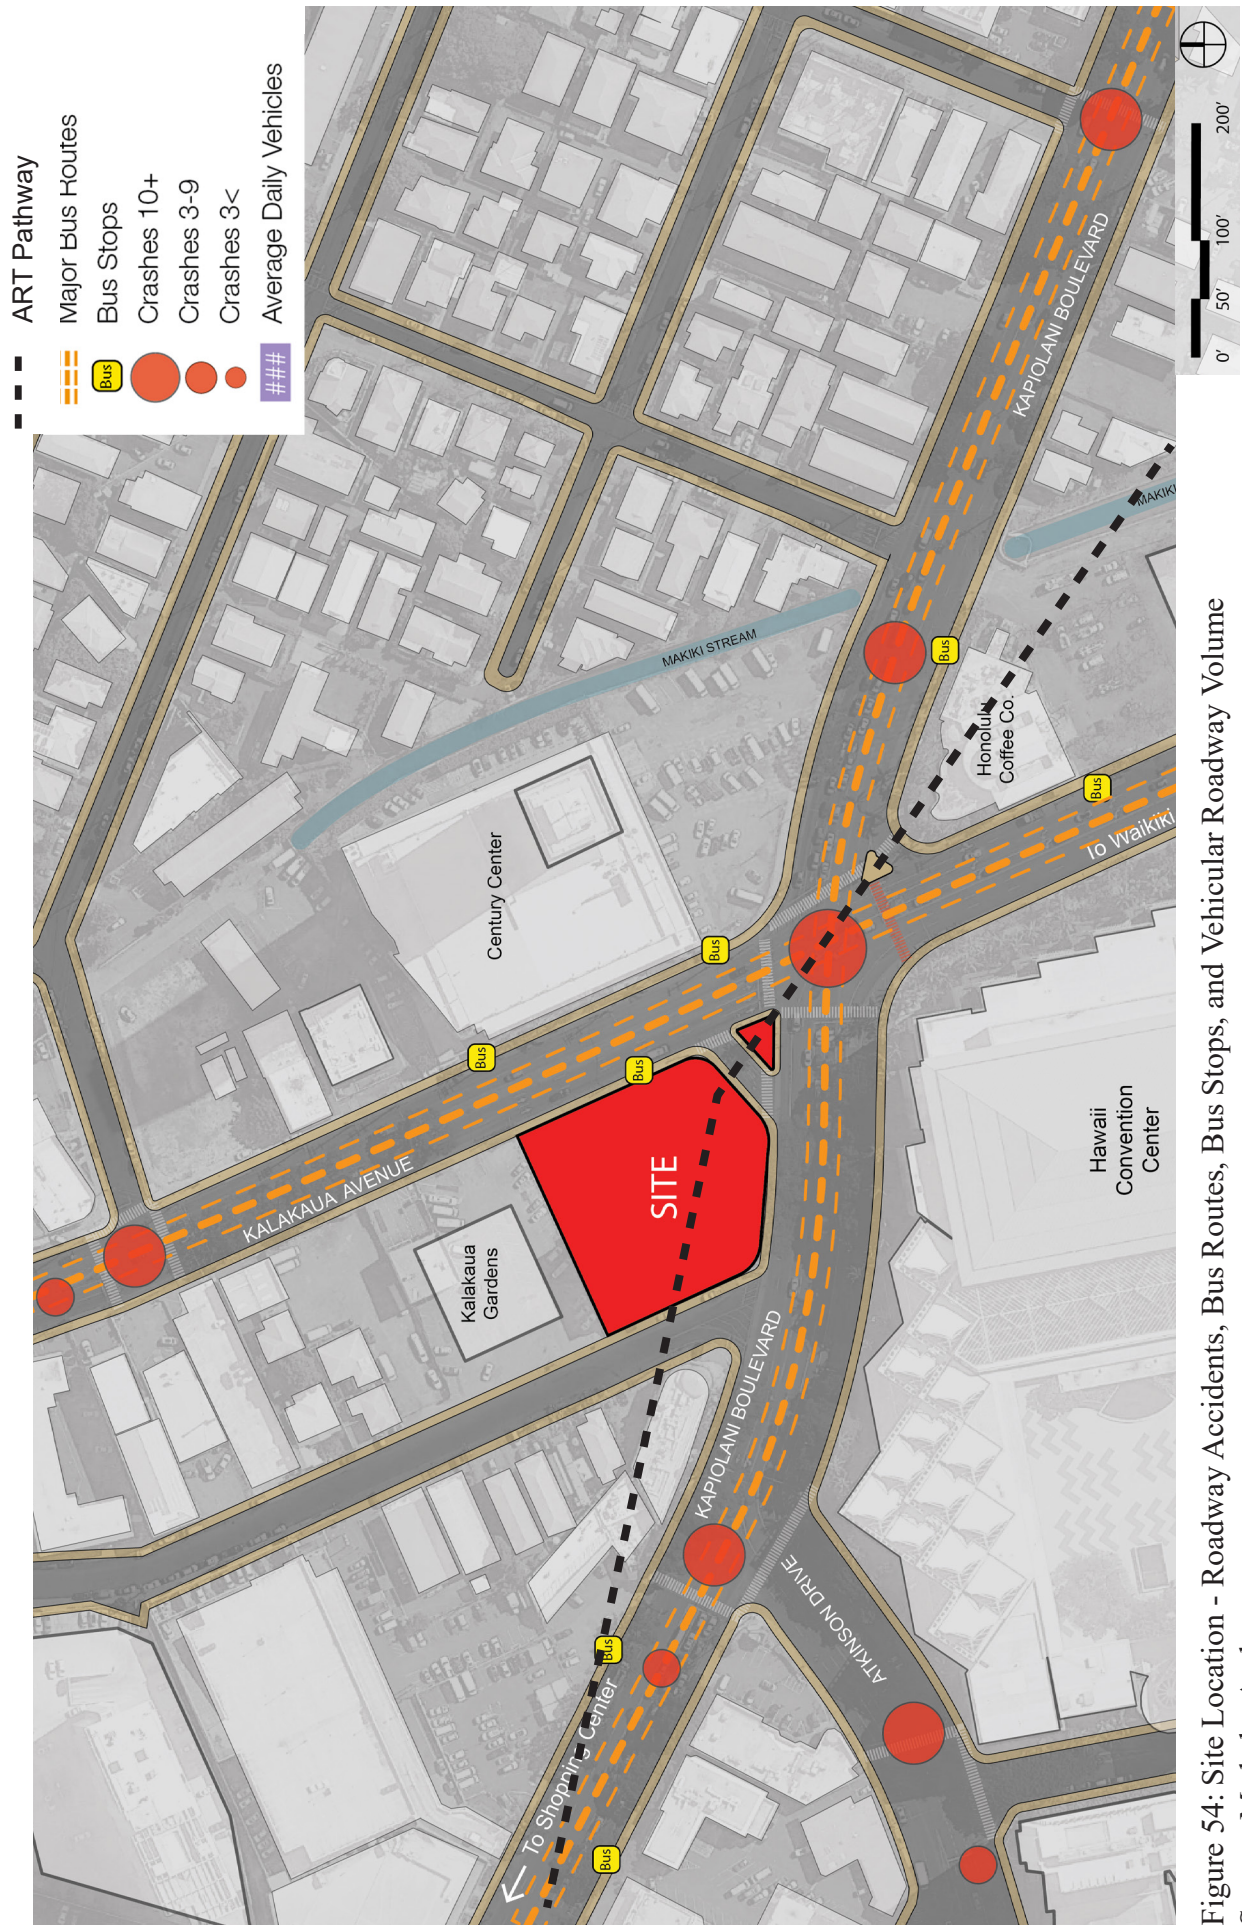 ART Pathway
Major Bus Routes
Bus
Bus Stops
Crashes 10+
Crashes 3-9
Crashes 3<
###
Average Daily Vehicles
KALAKAUA AVENUE
Kalakaua
Gardens
SITE
Century Center
MAKIKI STREAM
Bus
Bus
Bus
Bus
Bus
Bus
Bus
KAPIOLANI BOULEVARD
KAPIOLANI BOULEVARD
To Shopping Center
ATKINSON DRIVE
Hawaii
Convention
Center
Honolulu
Coffee Co.
To Waikiki
0'
50'
100'
200'
Figure 54: Site Location - Roadway Accidents, Bus Routes, Bus Stops, and Vehicular Roadway Volume